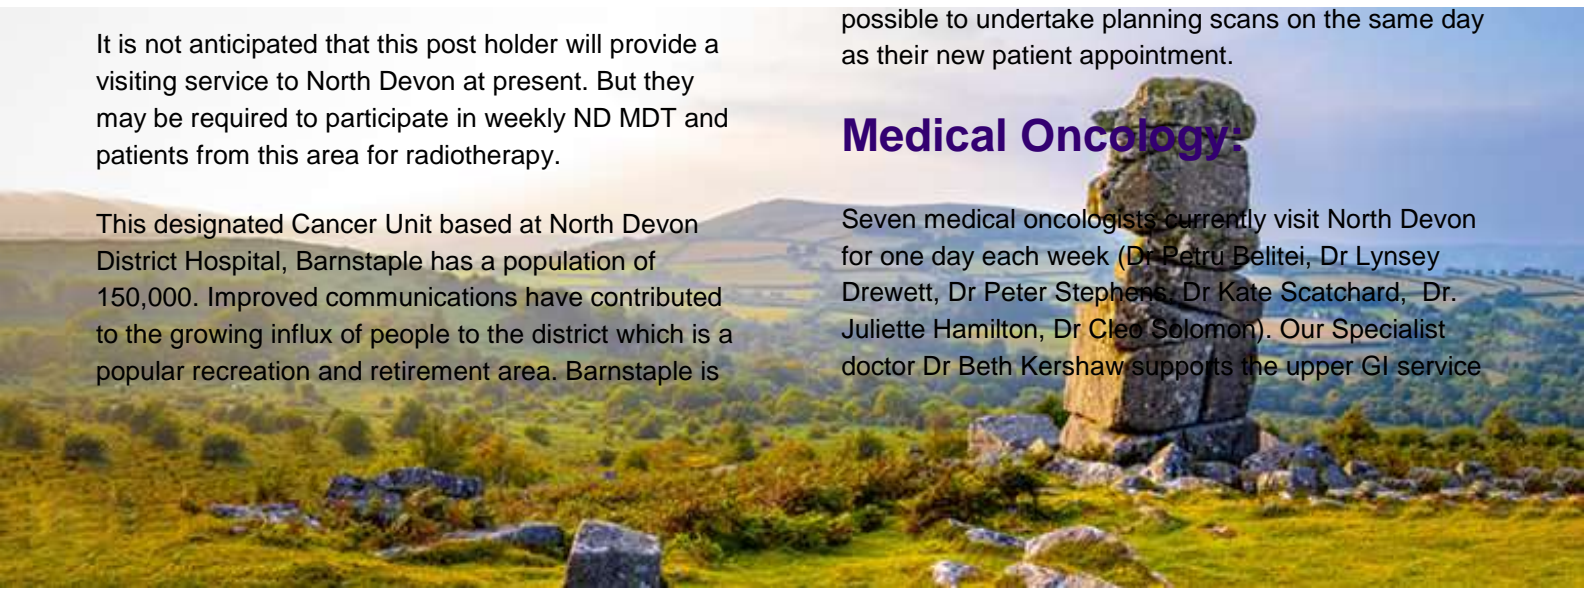 It is not anticipated that this post holder will provide a
visiting service to North Devon at present. But they
may be required to participate in weekly ND MDT and
patients from this area for radiotherapy.
This designated Cancer Unit based at North Devon
District Hospital, Barnstaple has a population of
150,000. Improved communications have contributed
to the growing influx of people to the district which is a
popular recreation and retirement area. Barnstaple is
possible to undertake planning scans on the same day
as their new patient appointment.
Medical Oncology:
Seven medical oncologists currently visit North Devon
for one day each week (Dr Petru Belitei, Dr Lynsey
Drewett, Dr Peter Stephens, Dr Kate Scatchard, Dr.
Juliette Hamilton, Dr Cleo Solomon). Our Specialist
doctor Dr Beth Kershaw supports the upper GI service